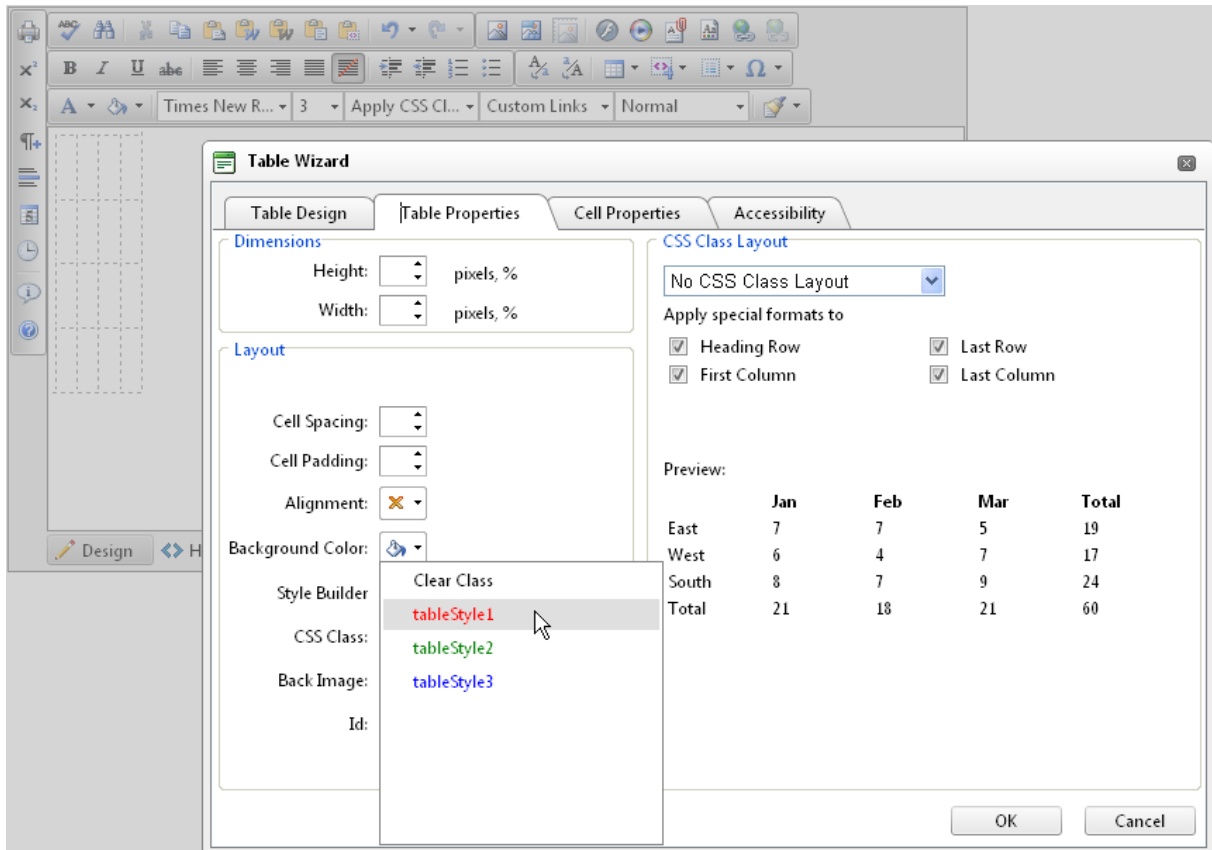 ABC
B I U abc
A Times New R... 3 Apply CSS Cl... Custom Links Normal
Table Wizard
Table Design Table Properties Cell Properties Accessibility
Dimensions
Height: pixels, %
Width: pixels, %
Layout
Cell Spacing:
Cell Padding:
Alignment:
Background Color:
Style Builder
CSS Class:
Back Image:
Id:
Clear Class
tableStyle1
tableStyle2
tableStyle3
CSS Class Layout
No CSS Class Layout
Apply special formats to
Heading Row Last Row
First Column Last Column
Preview:
Jan Feb Mar Total
East 7 7 5 19
West 6 4 7 17
South 8 7 9 24
Total 21 18 21 60
Design H
OK Cancel